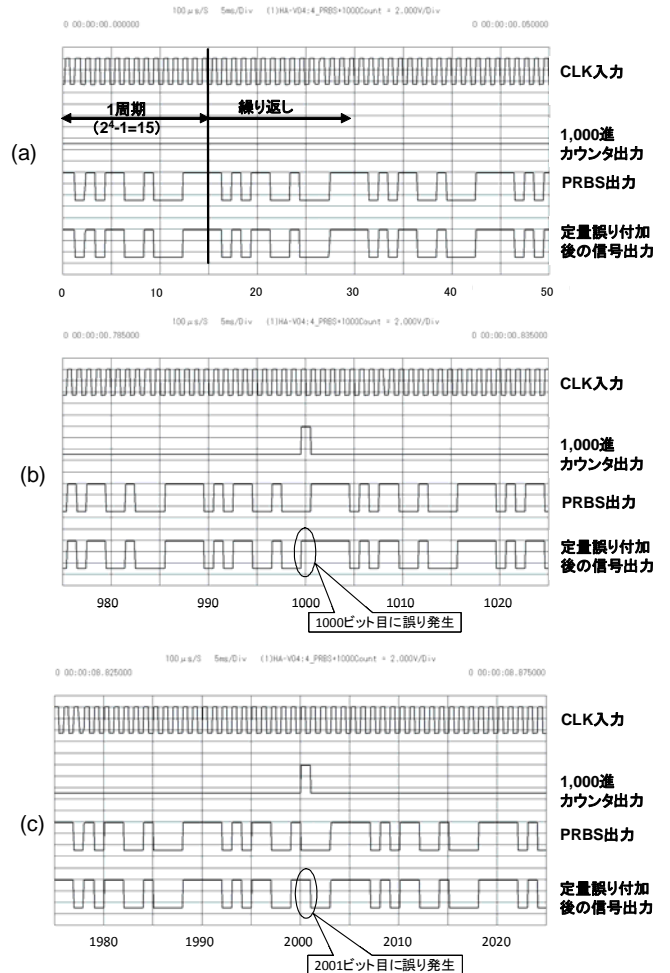 100μs/S 5ms/Div (1)HA-V04:4_PRBS+1000Count = 2.000V/Div
0 00:00:00.000000 0 00:00:00.050000
CLK入力
1周期
(2⁴-1=15)
繰り返し
1,000進
カウンタ出力
(a)
PRBS出力
定量誤り付加
後の信号出力
0 10 20 30 40 50
100μs/S 5ms/Div (1)HA-V04:4_PRBS+1000Count = 2.000V/Div
0 00:00:00.785000 0 00:00:00.835000
CLK入力
1,000進
カウンタ出力
(b)
PRBS出力
定量誤り付加
後の信号出力
980 990 1000 1010 1020
1000ビット目に誤り発生
100μs/S 5ms/Div (1)HA-V04:4_PRBS+1000Count = 2.000V/Div
0 00:00:08.825000 0 00:00:08.875000
CLK入力
1,000進
カウンタ出力
(c)
PRBS出力
定量誤り付加
後の信号出力
1980 1990 2000 2010 2020
2001ビット目に誤り発生